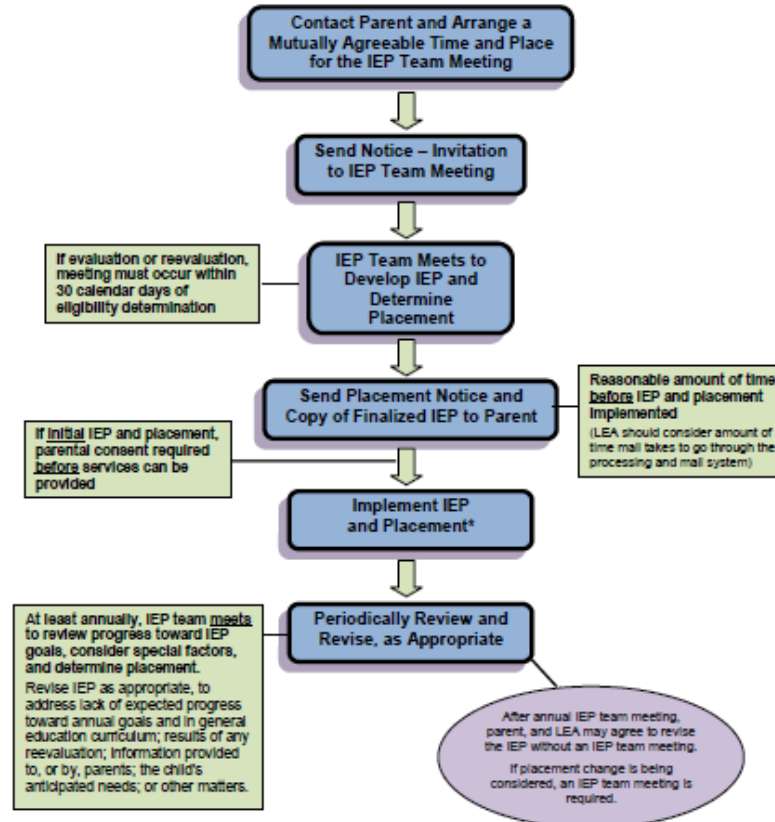 Contact Parent and Arrange a
Mutually Agreeable Time and Place
for the IEP Team Meeting
Send Notice – Invitation
to IEP Team Meeting
If evaluation or reevaluation,
meeting must occur within
30 calendar days of
eligibility determination
IEP Team Meets to
Develop IEP and
Determine
Placement
Send Placement Notice and
Copy of Finalized IEP to Parent
Reasonable amount of time
before IEP and placement
implemented
(LEA should consider amount of
time mail takes to go through the
processing and mail system)
If initial IEP and placement,
parental consent required
before services can be
provided
Implement IEP
and Placement*
Periodically Review and
Revise, as Appropriate
At least annually, IEP team meets
to review progress toward IEP
goals, consider special factors,
and determine placement.
Revise IEP as appropriate, to
address lack of expected progress
toward annual goals and in general
education curriculum; results of any
reevaluation; information provided
to, or by, parents; the child's
anticipated needs; or other matters.
After annual IEP team meeting,
parent, and LEA may agree to revise
the IEP without an IEP team meeting.
If placement change is being
considered, an IEP team meeting is
required.